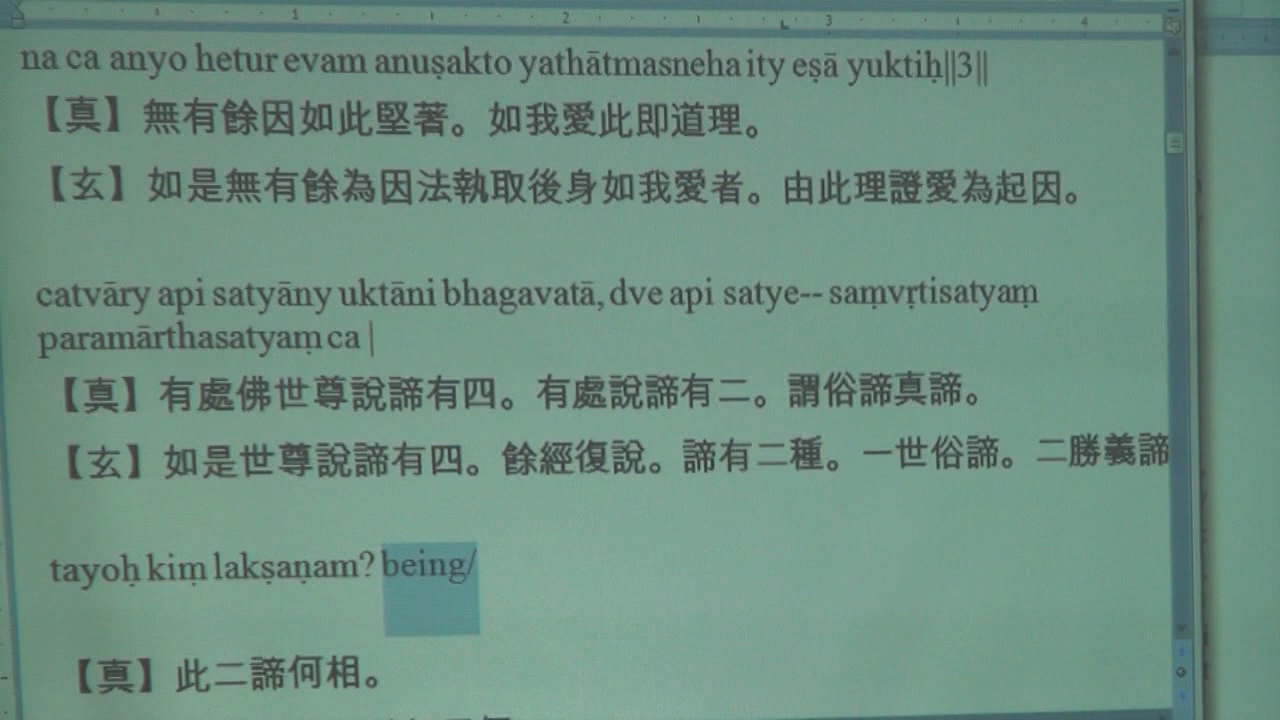 na ca anyo hetur evam anuṣakto yathātmasneha ity eṣā yuktiḥ||3||
【真】無有餘因如此堅著。如我愛此即道理。
【玄】如是無有餘為因法執取後身如我愛者。由此理證愛為起因。
catvāry api satyāny uktāni bhagavatā, dve api satye-- saṃvṛtisatyaṃ
paramārthasatyaṃ ca |
【真】有處佛世尊說諦有四。有處說諦有二。謂俗諦真諦。
【玄】如是世尊說諦有四。餘經復說。諦有二種。一世俗諦。二勝義諦
tayoḥ kiṃ lakṣaṇam? being/
【真】此二諦何相。